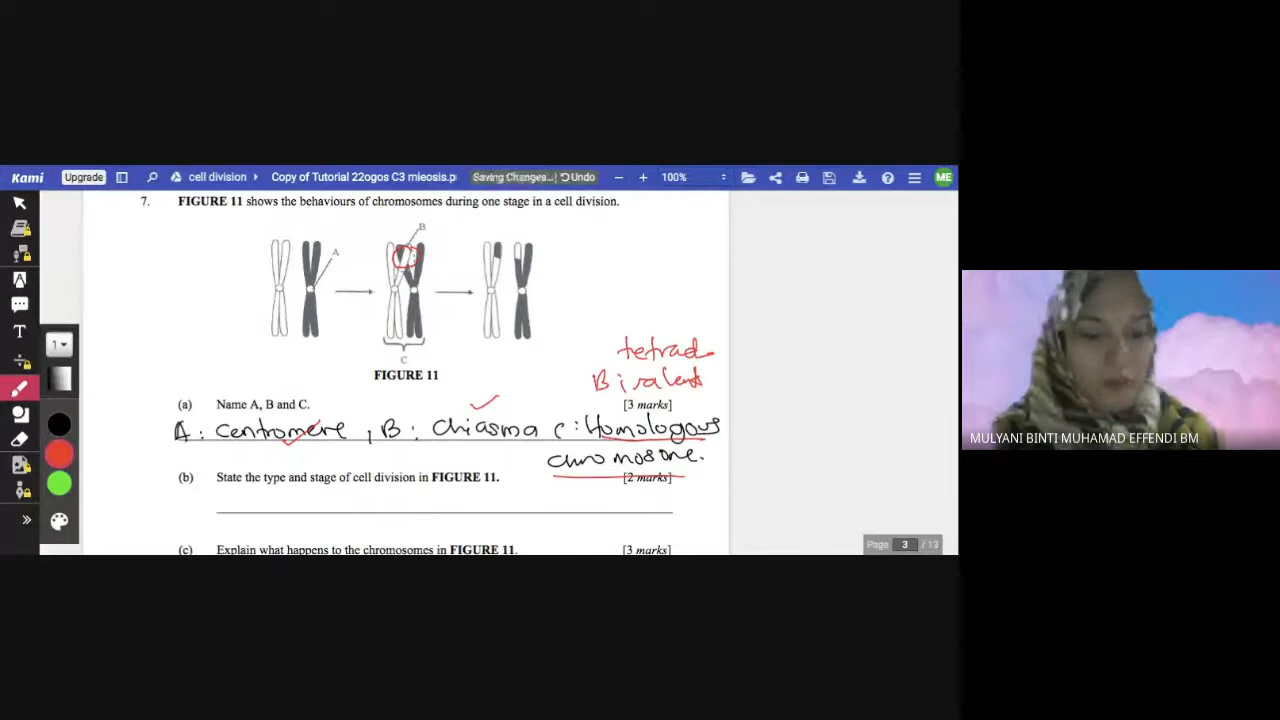 Kami
Upgrade
cell division
Copy of Tutorial 22ogos C3 mieosis.p
Saving Changes...
Undo
100%
ME
7. FIGURE 11 shows the behaviours of chromosomes during one stage in a cell division.
B
A
C
FIGURE 11
tetrad
Bivalent
(a) Name A, B and C. [3 marks]
A : Centromere , B : Chiasma C : Homologous
chromosone.
(b) State the type and stage of cell division in FIGURE 11. [2 marks]
(c) Explain what happens to the chromosomes in FIGURE 11. [3 marks]
T
1
Page 3 / 13
MULYANI BINTI MUHAMAD EFFENDI BM